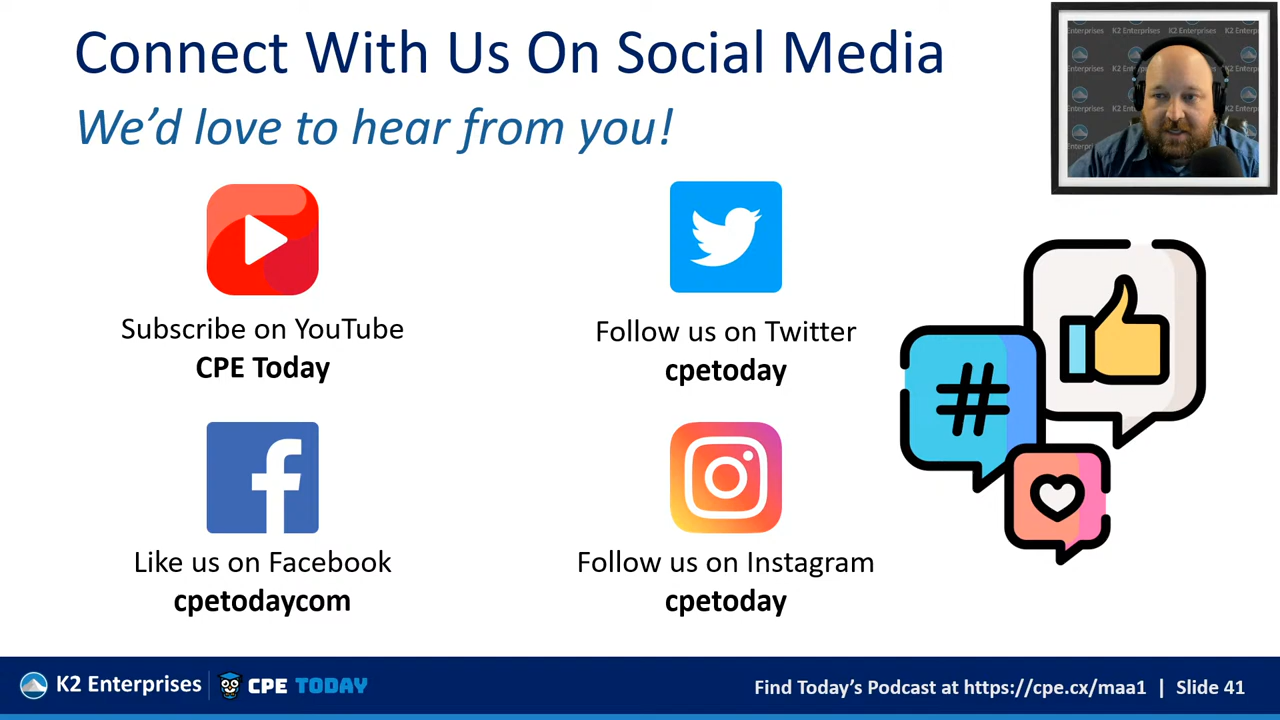 Connect With Us On Social Media
We'd love to hear from you!
K2 Enterprises
Subscribe on YouTube
CPE Today
Follow us on Twitter
cpetoday
#
Like us on Facebook
cpetodaycom
Follow us on Instagram
cpetoday
K2 Enterprises
CPE TODAY
Find Today's Podcast at https://cpe.cx/maa1 | Slide 41